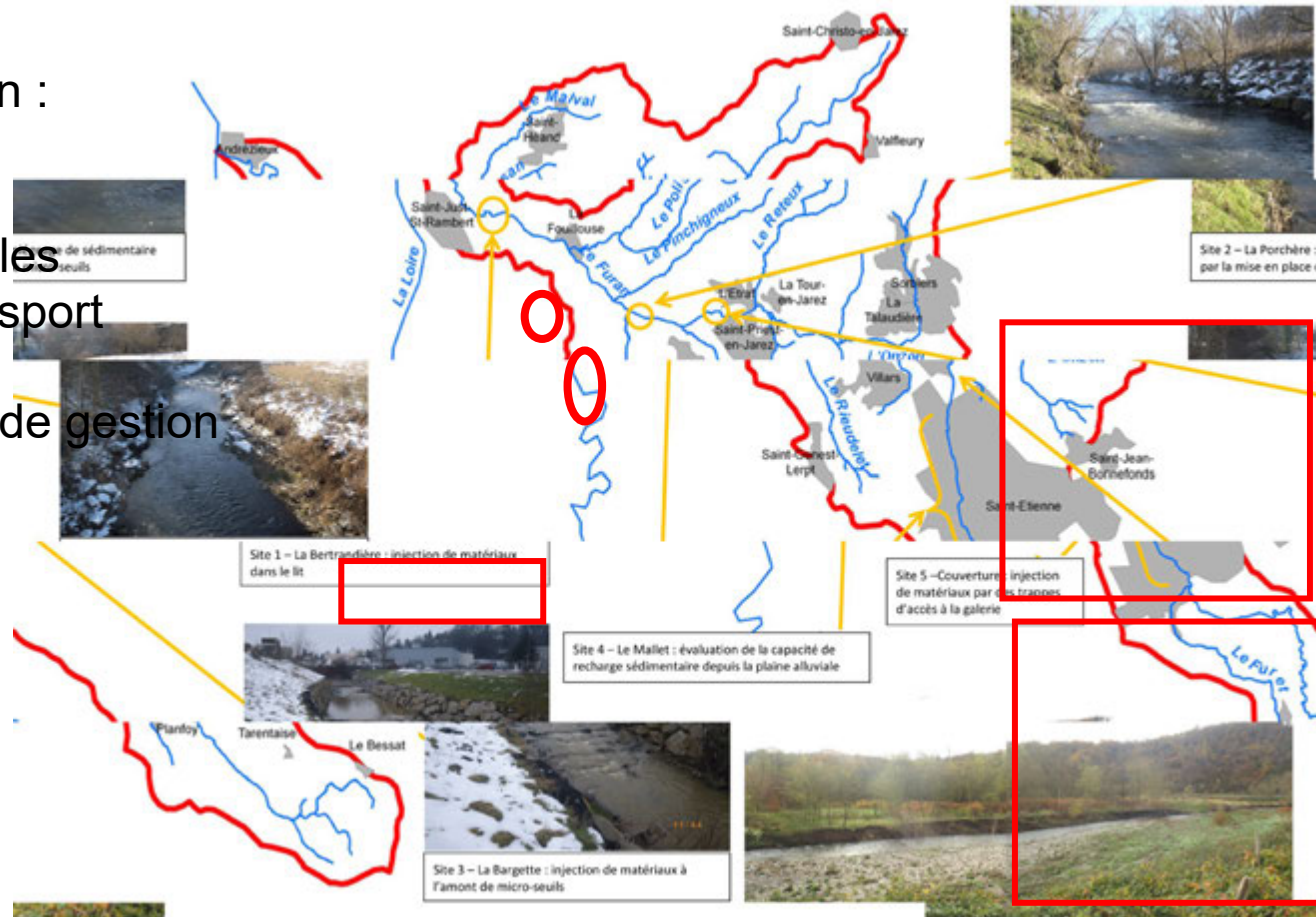 n :
Saint-Christo-en-Jarez
Le Malval
Saint-
Héand
Valfleury
Andrézieux
Saint-Just-
St-Rambert
La
Fouillouse
Le Pinchigneux
Le Reteux
de sédimentaire
seuils
les
La Loire
Le Furan
Site 2 – La Porchère :
par la mise en place
L'Etrat
La Tour-
en-Jarez
Sorbiers
La
Talaudière
sport
Saint-Priest-
en-Jarez
L'Onzon
Villars
Le Rieudelet
de gestion
Saint-Genest-
Lerpt
Saint-Jean-
Bonnefonds
Saint-Etienne
Site 1 – La Bertrandière : injection de matériaux
dans le lit
Site 5 –Couverture : injection
de matériaux par des trappes
d'accès à la galerie
Site 4 – Le Mallet : évaluation de la capacité de
recharge sédimentaire depuis la plaine alluviale
Le Furet
Planfoy
Tarentaise
Le Bessat
Site 3 – La Bargette : injection de matériaux à
l'amont de micro-seuils